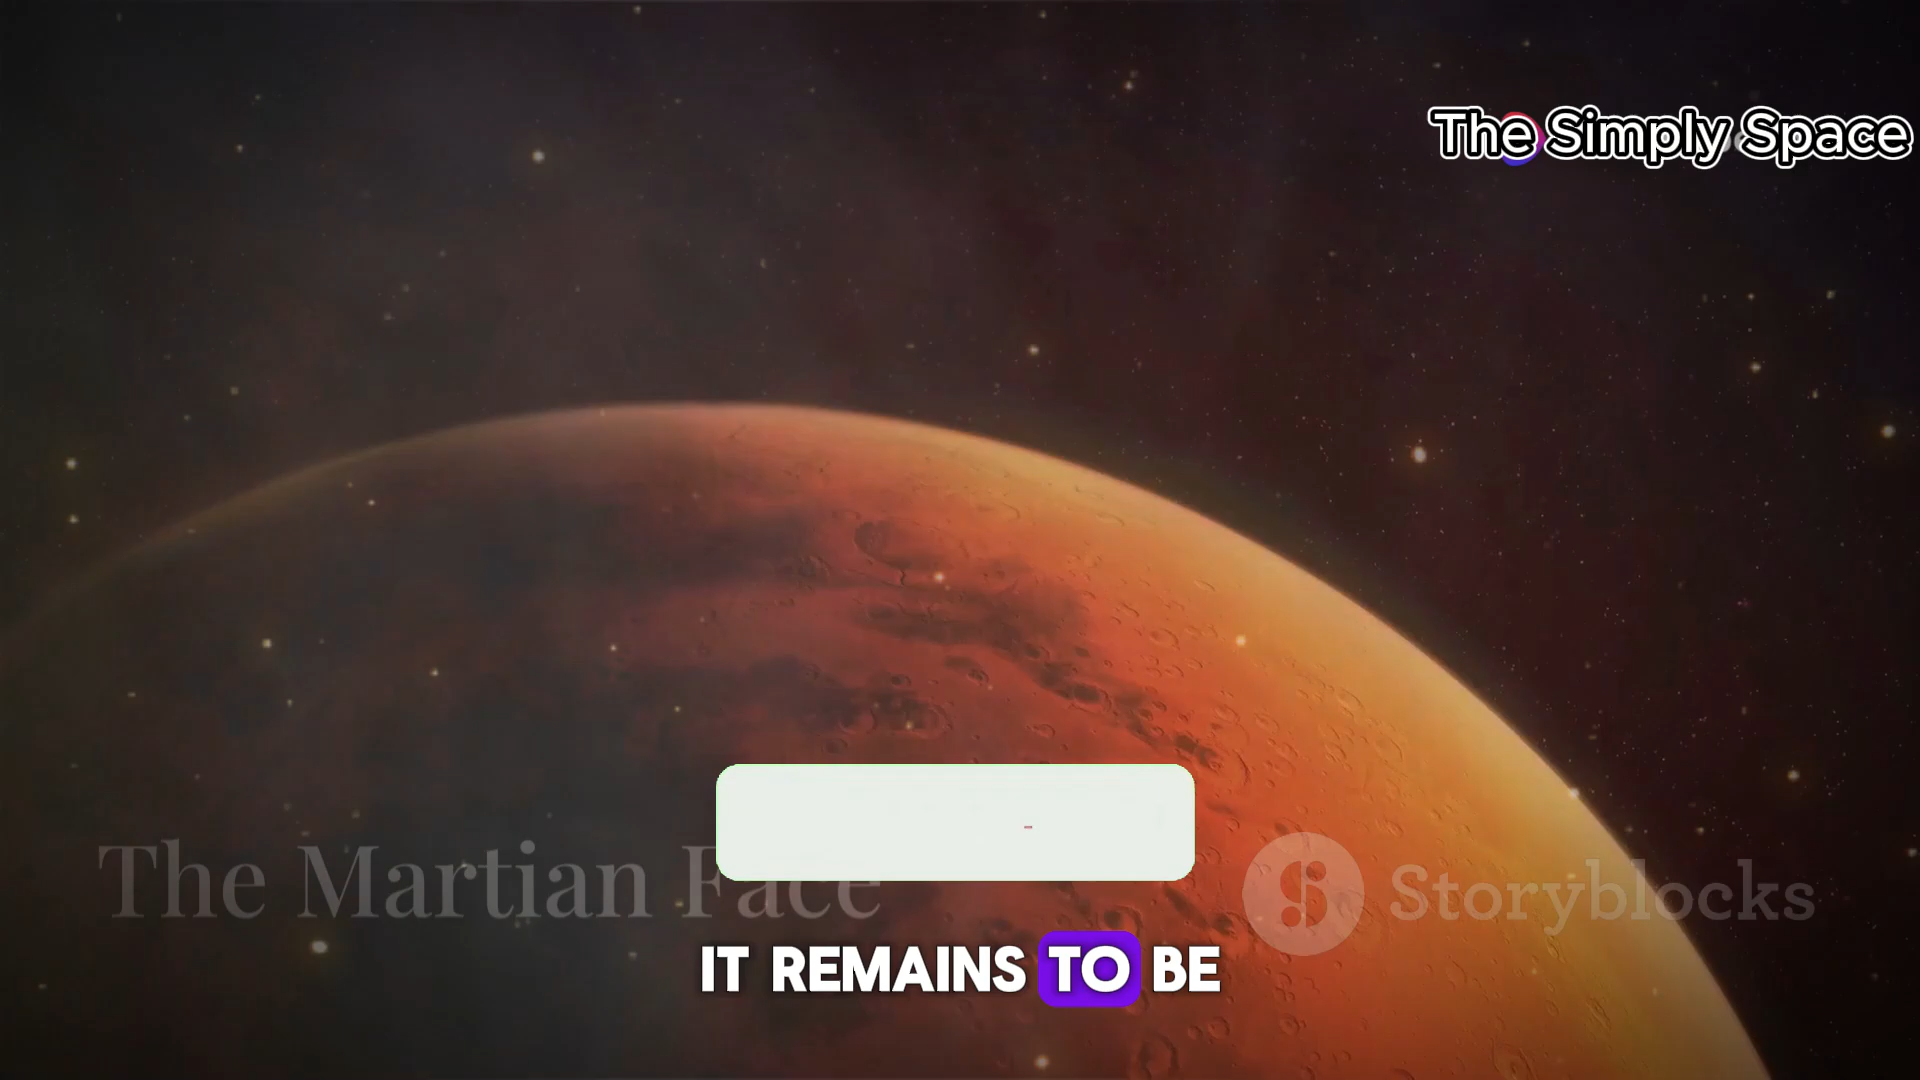 The Simply Space
The Martian Face
Storyblocks
IT REMAINS TO BE